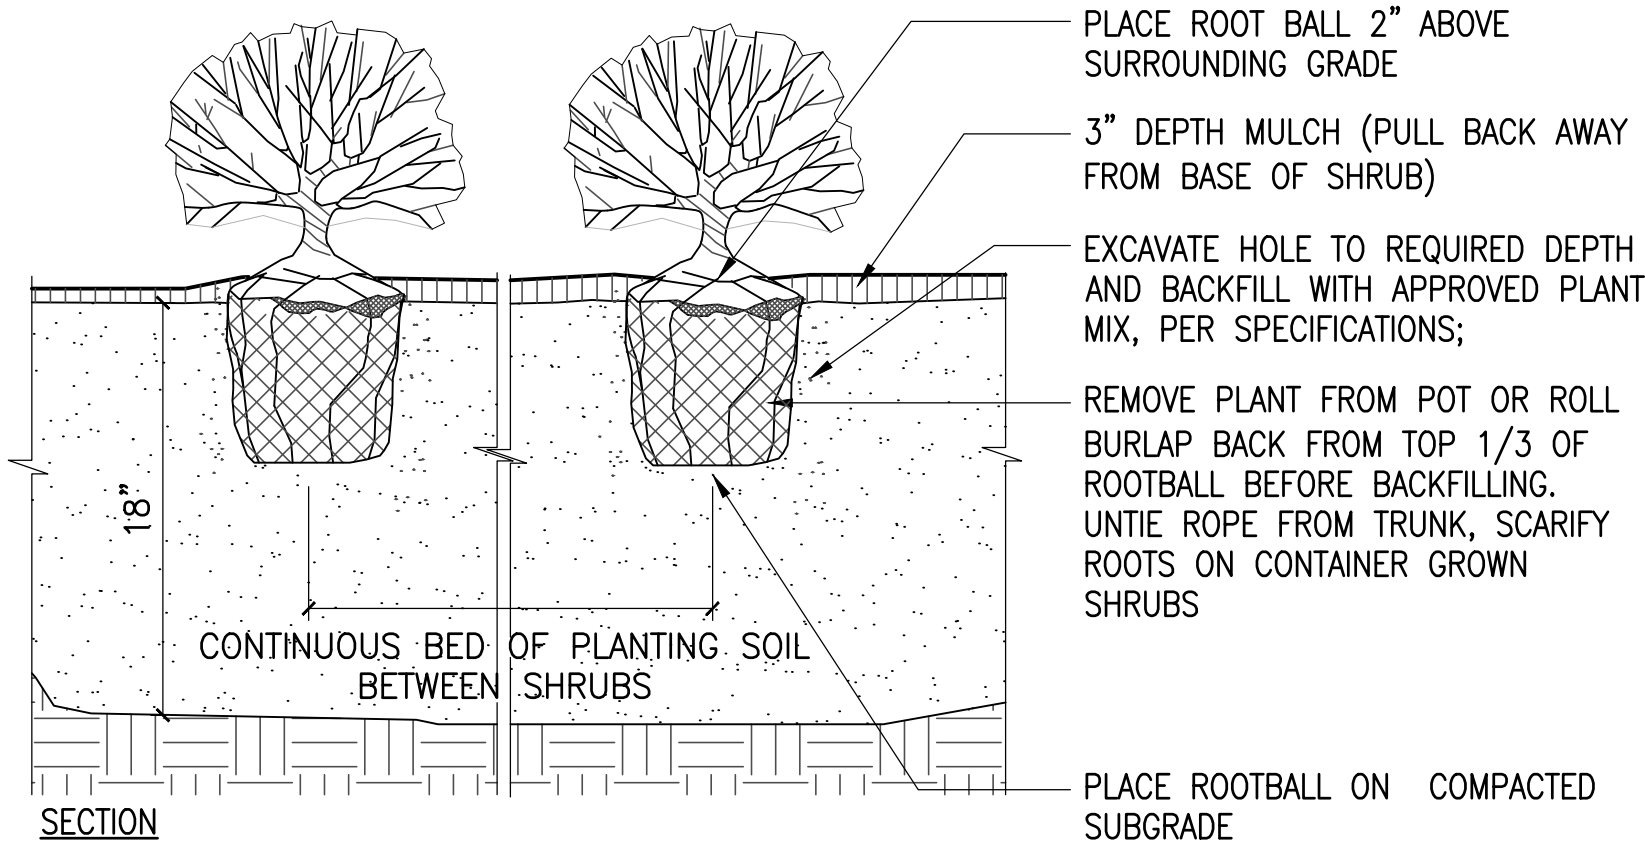 PLACE ROOT BALL 2” ABOVE
SURROUNDING GRADE
3” DEPTH MULCH (PULL BACK AWAY
FROM BASE OF SHRUB)
EXCAVATE HOLE TO REQUIRED DEPTH
AND BACKFILL WITH APPROVED PLANT
MIX, PER SPECIFICATIONS;
REMOVE PLANT FROM POT OR ROLL
BURLAP BACK FROM TOP 1/3 OF
ROOTBALL BEFORE BACKFILLING.
UNTIE ROPE FROM TRUNK, SCARIFY
ROOTS ON CONTAINER GROWN
SHRUBS
18”
CONTINUOUS BED OF PLANTING SOIL
BETWEEN SHRUBS
PLACE ROOTBALL ON COMPACTED
SUBGRADE
SECTION